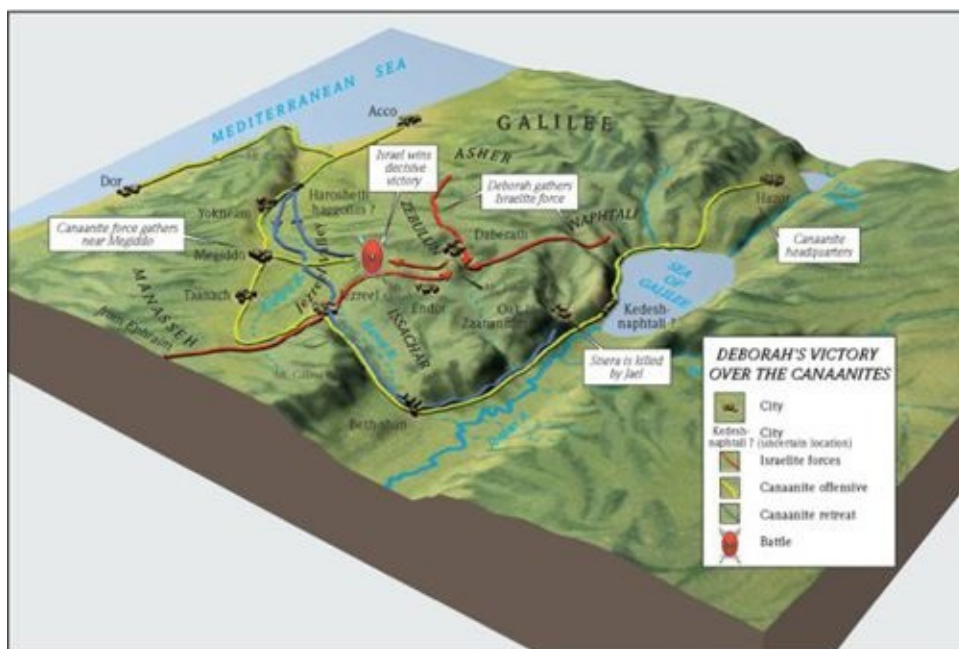 MEDITERRANEAN SEA
Acco
GALILEE
Israel wins
decisive
victory
ASHER
Dor
Harosheth
haggoiim ?
ZEBULUN
Deborah gathers
Israelite force
NAPHTALI
Hazor
Yokneam
Canaanite force gathers
near Megiddo
Daberath
Canaanite
headquarters
Megiddo
Jezreel Valley
SEA
OF
GALILEE
MANASSEH
Taanach
Jezreel
Endor
Kedesh-
naphtali ?
from Ephraim
ISSACHAR
Sisera is killed
by Jael
Beth-shan
DEBORAH'S VICTORY
OVER THE CANAANITES
City
Kedesh-
naphtali ?
City
(uncertain location)
Israelite forces
Canaanite offensive
Canaanite retreat
Battle